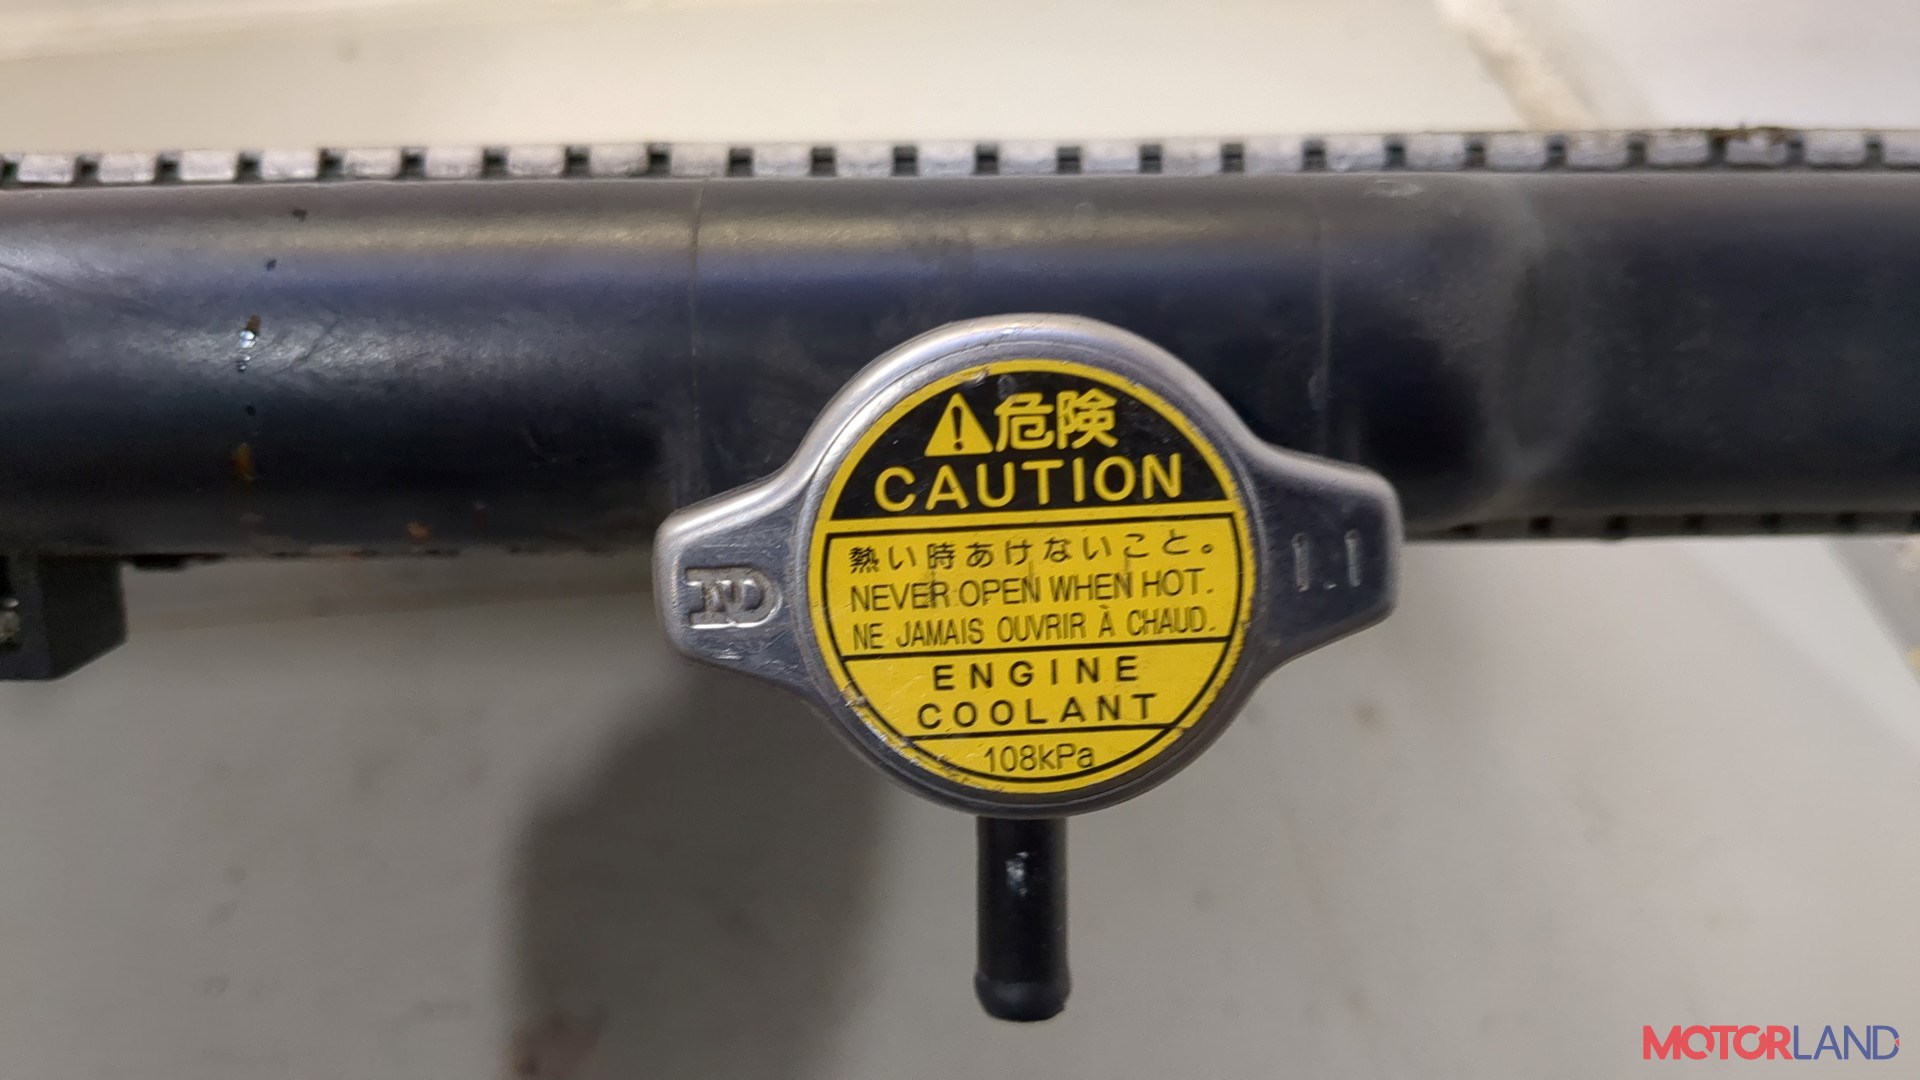 危険
CAUTION
熱い時あけないこと。
NEVER OPEN WHEN HOT.
NE JAMAIS OUVRIR À CHAUD.
ENGINE
COOLANT
108kPa
1.1
MOTORLAND